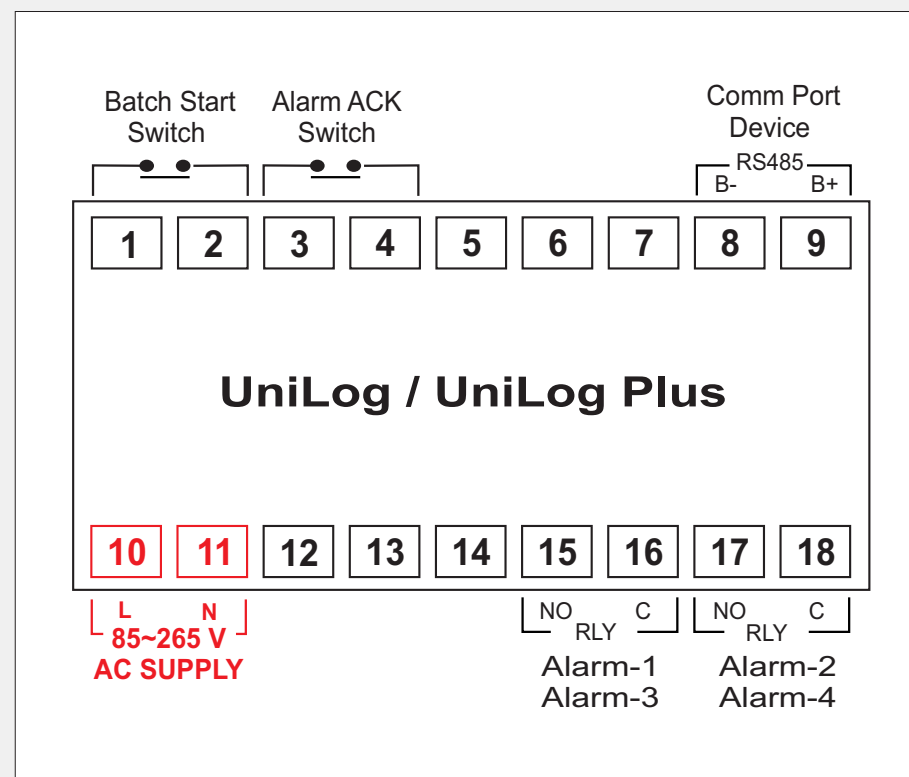 Batch Start
Switch
Alarm ACK
Switch
Comm Port
Device
RS485
B- B+
1 2 3 4 5 6 7 8 9
UniLog / UniLog Plus
10 11 12 13 14 15 16 17 18
L N
85~265 V
AC SUPPLY
NO C
RLY
Alarm-1
Alarm-3
NO C
RLY
Alarm-2
Alarm-4